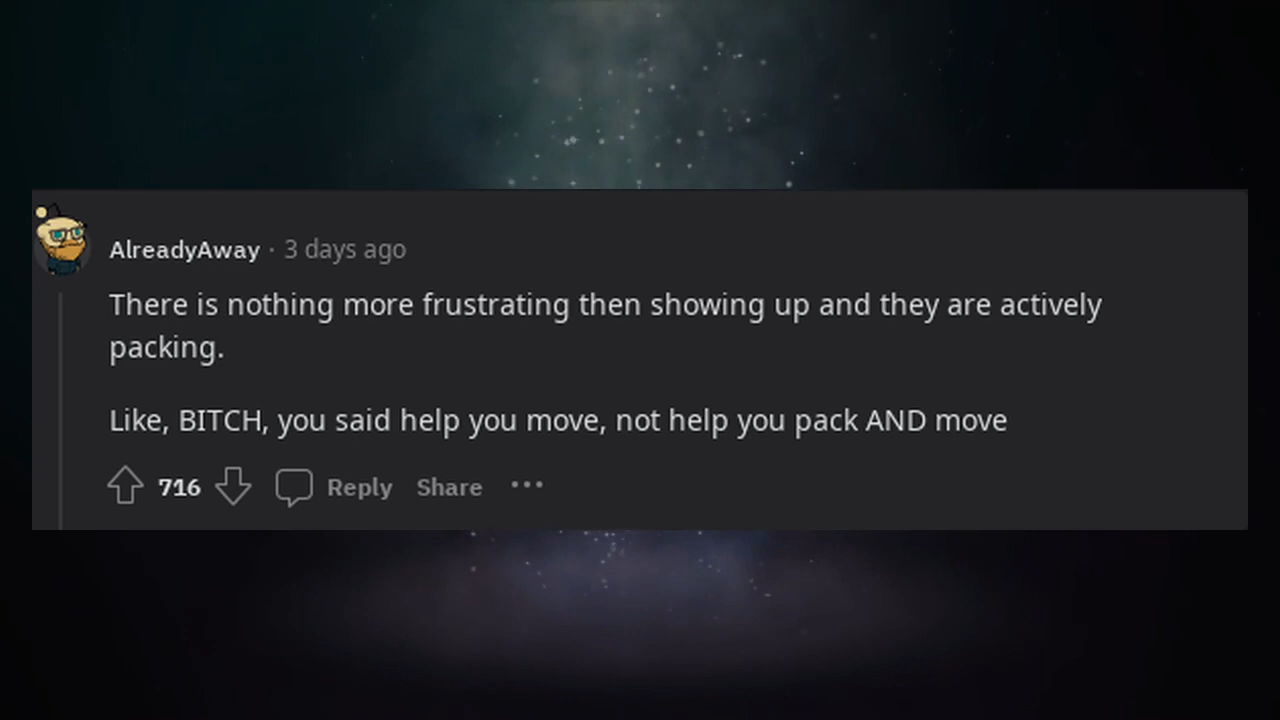 AlreadyAway · 3 days ago
There is nothing more frustrating then showing up and they are actively
packing.
Like, BITCH, you said help you move, not help you pack AND move
716 Reply Share •••